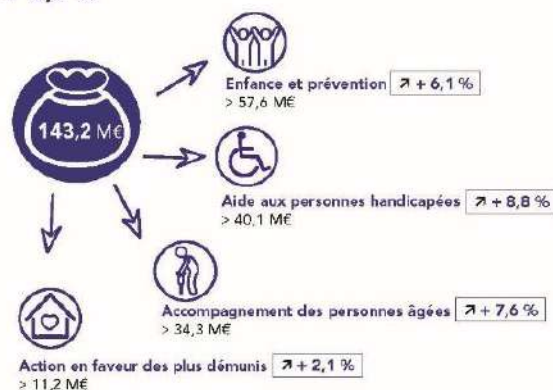 143,2 M€
Enfance et prévention ↗ + 6,1 %
> 57,6 M€
Aide aux personnes handicapées ↗ + 8,8 %
> 40,1 M€
Accompagnement des personnes âgées ↗ + 7,6 %
> 34,3 M€
Action en faveur des plus démunis ↗ + 2,1 %
> 11,2 M€